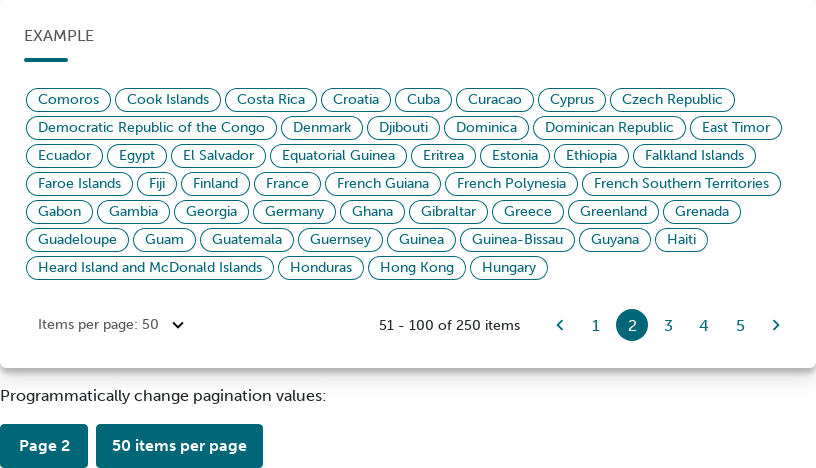 EXAMPLE
Comoros Cook Islands Costa Rica Croatia Cuba Curacao Cyprus Czech Republic
Democratic Republic of the Congo Denmark Djibouti Dominica Dominican Republic East Timor
Ecuador Egypt El Salvador Equatorial Guinea Eritrea Estonia Ethiopia Falkland Islands
Faroe Islands Fiji Finland France French Guiana French Polynesia French Southern Territories
Gabon Gambia Georgia Germany Ghana Gibraltar Greece Greenland Grenada
Guadeloupe Guam Guatemala Guernsey Guinea Guinea-Bissau Guyana Haiti
Heard Island and McDonald Islands Honduras Hong Kong Hungary
Items per page: 50 51 - 100 of 250 items 1 2 3 4 5
Programmatically change pagination values:
Page 2 50 items per page